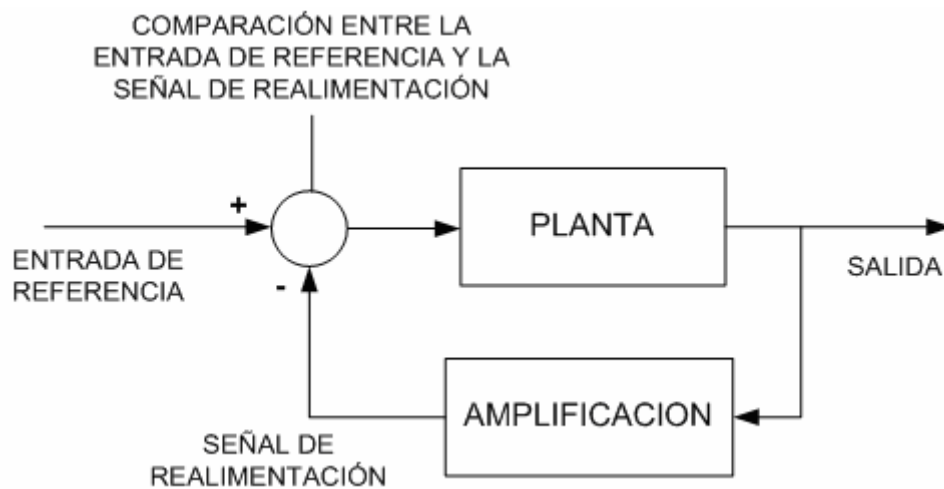 COMPARACIÓN ENTRE LA
ENTRADA DE REFERENCIA Y LA
SEÑAL DE REALIMENTACIÓN
+
PLANTA
ENTRADA DE
REFERENCIA
-
SALIDA
AMPLIFICACION
SEÑAL DE
REALIMENTACIÓN